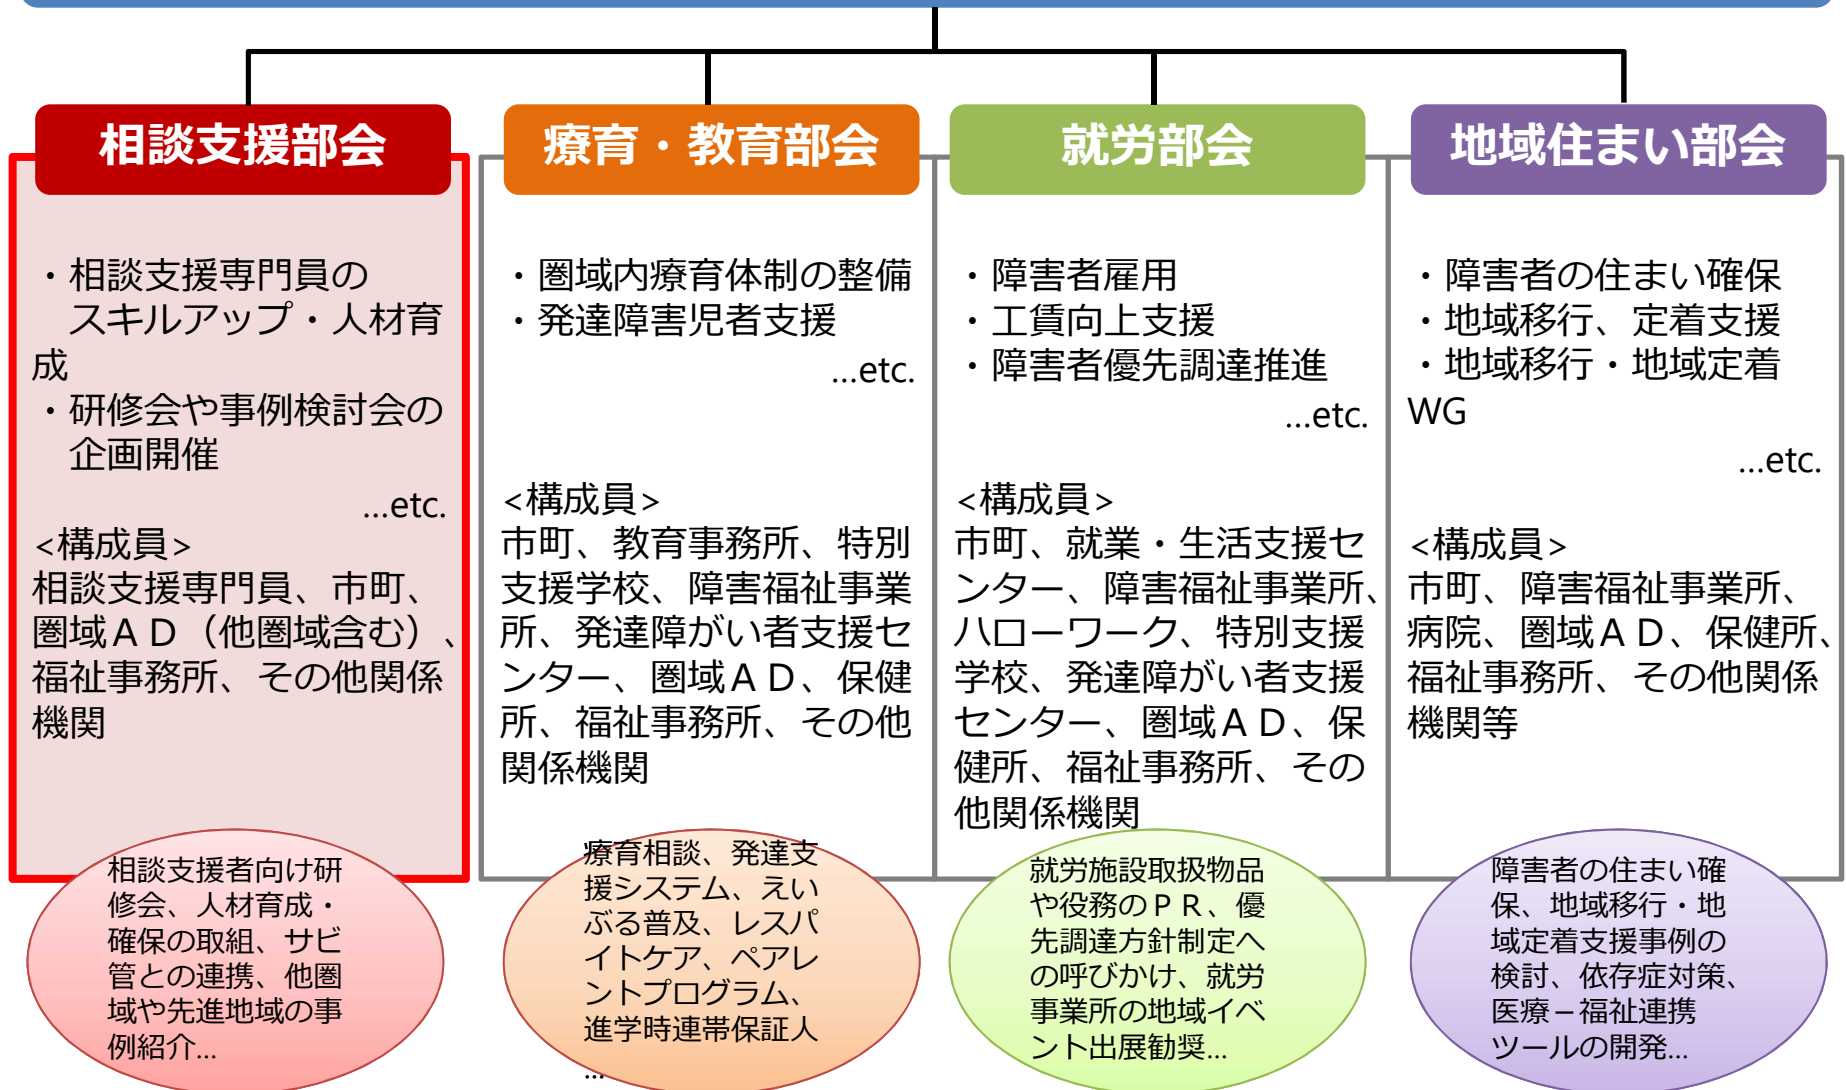 相談支援部会
・相談支援専門員の
スキルアップ・人材育
成
・研修会や事例検討会の
企画開催
…etc.
<構成員>
相談支援専門員、市町、
圏域ＡＤ（他圏域含む）、
福祉事務所、その他関係
機関
相談支援者向け研
修会、人材育成・
確保の取組、サビ
管との連携、他圏
域や先進地域の事
例紹介…
療育・教育部会
・圏域内療育体制の整備
・発達障害児者支援
…etc.
<構成員>
市町、教育事務所、特別
支援学校、障害福祉事業
所、発達障がい者支援セ
ンター、圏域ＡＤ、保健
所、福祉事務所、その他
関係機関
療育相談、発達支
援システム、えい
ぶる普及、レスパ
イトケア、ペアレ
ントプログラム、
進学時連帯保証人
…
就労部会
・障害者雇用
・工賃向上支援
・障害者優先調達推進
…etc.
<構成員>
市町、就業・生活支援セ
ンター、障害福祉事業所、
ハローワーク、特別支援
学校、発達障がい者支援
センター、圏域ＡＤ、保
健所、福祉事務所、その
他関係機関
就労施設取扱物品
や役務のＰＲ、優
先調達方針制定へ
の呼びかけ、就労
事業所の地域イベ
ント出展勧奨…
地域住まい部会
・障害者の住まい確保
・地域移行、定着支援
・地域移行・地域定着
WG
…etc.
<構成員>
市町、障害福祉事業所、
病院、圏域ＡＤ、保健所、
福祉事務所、その他関係
機関等
障害者の住まい確
保、地域移行・地
域定着支援事例の
検討、依存症対策、
医療－福祉連携
ツールの開発…